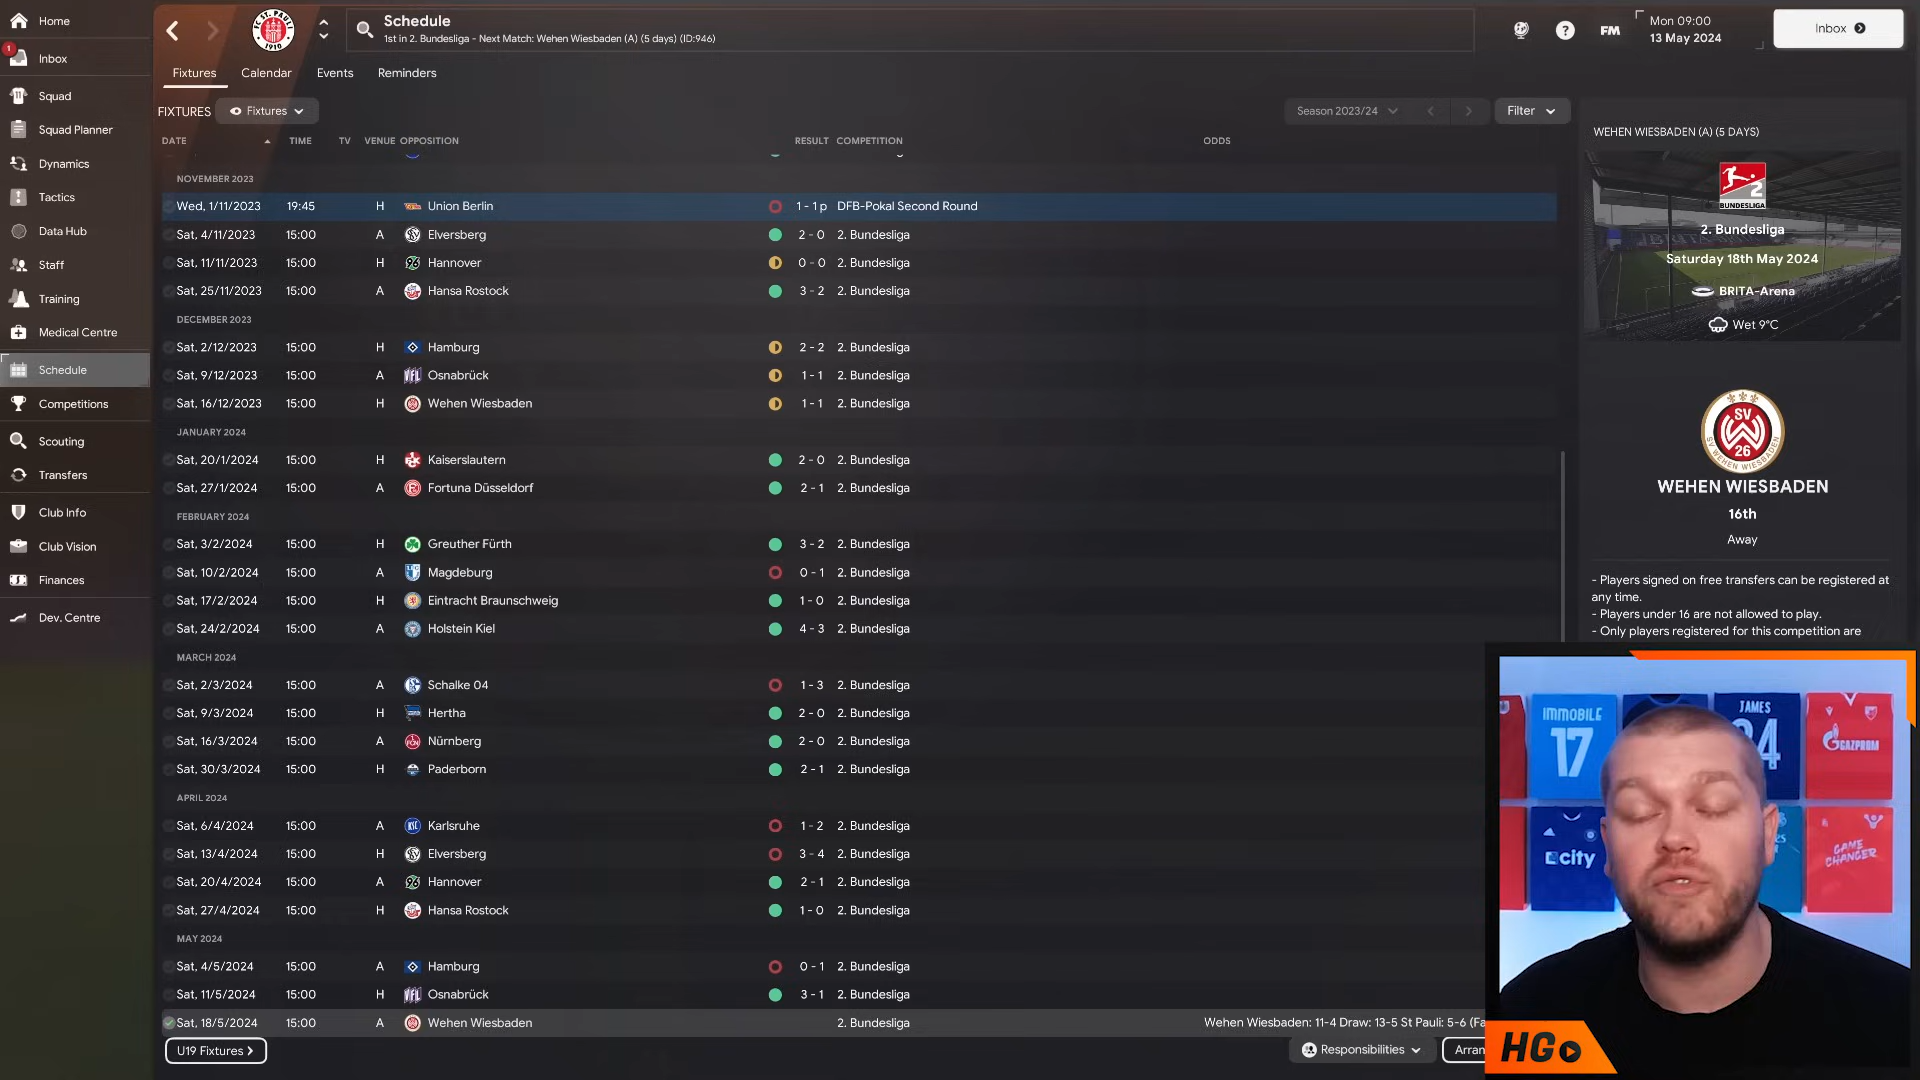 Home
1
Inbox
Squad
Squad Planner
Dynamics
Tactics
Data Hub
Staff
Training
Medical Centre
Schedule
Competitions
Scouting
Transfers
Club Info
Club Vision
Finances
Dev. Centre
FC ST. PAULI
1910
Schedule
1st in 2. Bundesliga - Next Match: Wehen Wiesbaden (A) (5 days) (ID:946)
FM
Mon 09:00
13 May 2024
Inbox
Fixtures Calendar Events Reminders
FIXTURES Fixtures
Season 2023/24
Filter
DATE TIME TV VENUE OPPOSITION RESULT COMPETITION ODDS
NOVEMBER 2023
Wed, 1/11/2023 19:45 H Union Berlin 1 - 1 p DFB-Pokal Second Round
Sat, 4/11/2023 15:00 A Elversberg 2 - 0 2. Bundesliga
Sat, 11/11/2023 15:00 H Hannover 0 - 0 2. Bundesliga
Sat, 25/11/2023 15:00 A Hansa Rostock 3 - 2 2. Bundesliga
DECEMBER 2023
Sat, 2/12/2023 15:00 H Hamburg 2 - 2 2. Bundesliga
Sat, 9/12/2023 15:00 A Osnabrück 1 - 1 2. Bundesliga
Sat, 16/12/2023 15:00 H Wehen Wiesbaden 1 - 1 2. Bundesliga
JANUARY 2024
Sat, 20/1/2024 15:00 H Kaiserslautern 2 - 0 2. Bundesliga
Sat, 27/1/2024 15:00 A Fortuna Düsseldorf 2 - 1 2. Bundesliga
FEBRUARY 2024
Sat, 3/2/2024 15:00 H Greuther Fürth 3 - 2 2. Bundesliga
Sat, 10/2/2024 15:00 A Magdeburg 0 - 1 2. Bundesliga
Sat, 17/2/2024 15:00 H Eintracht Braunschweig 1 - 0 2. Bundesliga
Sat, 24/2/2024 15:00 A Holstein Kiel 4 - 3 2. Bundesliga
MARCH 2024
Sat, 2/3/2024 15:00 A Schalke 04 1 - 3 2. Bundesliga
Sat, 9/3/2024 15:00 H Hertha 2 - 0 2. Bundesliga
Sat, 16/3/2024 15:00 A Nürnberg 2 - 0 2. Bundesliga
Sat, 30/3/2024 15:00 H Paderborn 2 - 1 2. Bundesliga
APRIL 2024
Sat, 6/4/2024 15:00 A Karlsruhe 1 - 2 2. Bundesliga
Sat, 13/4/2024 15:00 H Elversberg 3 - 4 2. Bundesliga
Sat, 20/4/2024 15:00 A Hannover 2 - 1 2. Bundesliga
Sat, 27/4/2024 15:00 H Hansa Rostock 1 - 0 2. Bundesliga
MAY 2024
Sat, 4/5/2024 15:00 A Hamburg 0 - 1 2. Bundesliga
Sat, 11/5/2024 15:00 H Osnabrück 3 - 1 2. Bundesliga
Sat, 18/5/2024 15:00 A Wehen Wiesbaden 2. Bundesliga Wehen Wiesbaden: 11-4 Draw: 13-5 St Pauli: 5-6 (Fa
U19 Fixtures
Responsibilities
Arran
WEHEN WIESBADEN (A) (5 DAYS)
2
BUNDESLIGA
2. Bundesliga
Saturday 18th May 2024
BRITA-Arena
Wet 9°C
SV
26
SV WEHEN WIESBADEN
WEHEN WIESBADEN
16th
Away
- Players signed on free transfers can be registered at
any time.
- Players under 16 are not allowed to play.
- Only players registered for this competition are
IMMOBILE
17
JAMES
24
GAZPROM
city
GAME
CHANGER
HG